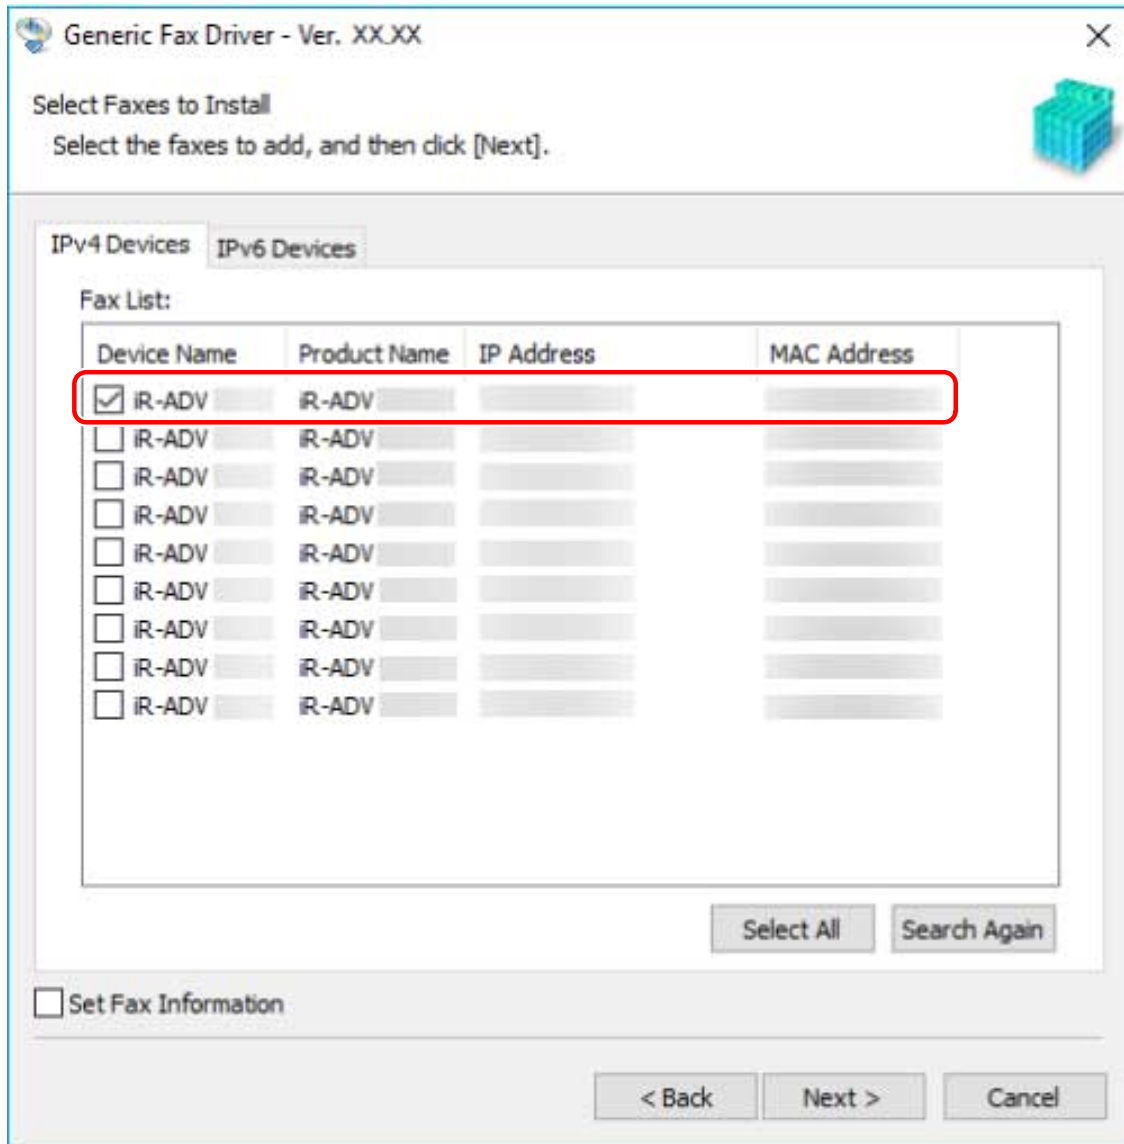 Generic Fax Driver - Ver. XX.XX
Select Faxes to Install
Select the faxes to add, and then click [Next].
IPv4 Devices IPv6 Devices
Fax List:
Device Name Product Name IP Address MAC Address
iR-ADV iR-ADV
iR-ADV iR-ADV
iR-ADV iR-ADV
iR-ADV iR-ADV
iR-ADV iR-ADV
iR-ADV iR-ADV
iR-ADV iR-ADV
iR-ADV iR-ADV
iR-ADV iR-ADV
Select All Search Again
Set Fax Information
< Back Next > Cancel